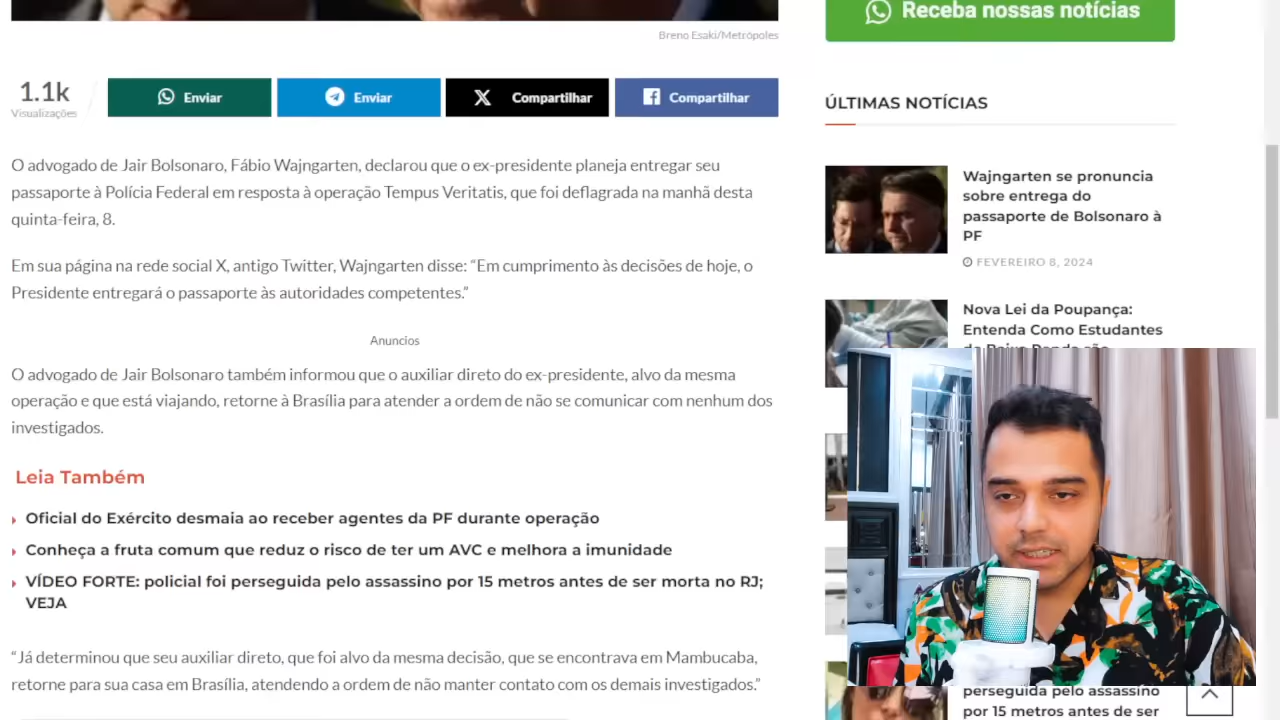 Breno Esaki/Metrópoles
1.1k
Visualizações
Enviar
Enviar
Compartilhar
Compartilhar
O advogado de Jair Bolsonaro, Fábio Wajngarten, declarou que o ex-presidente planeja entregar seu
passaporte à Polícia Federal em resposta à operação Tempus Veritatis, que foi deflagrada na manhã desta
quinta-feira, 8.
Em sua página na rede social X, antigo Twitter, Wajngarten disse: “Em cumprimento às decisões de hoje, o
Presidente entregará o passaporte às autoridades competentes.”
Anuncios
O advogado de Jair Bolsonaro também informou que o auxiliar direto do ex-presidente, alvo da mesma
operação e que está viajando, retorne à Brasília para atender a ordem de não se comunicar com nenhum dos
investigados.
Leia Também
Oficial do Exército desmaia ao receber agentes da PF durante operação
Conheça a fruta comum que reduz o risco de ter um AVC e melhora a imunidade
VÍDEO FORTE: policial foi perseguida pelo assassino por 15 metros antes de ser morta no RJ;
VEJA
“Já determinou que seu auxiliar direto, que foi alvo da mesma decisão, que se encontrava em Mambucaba,
retorne para sua casa em Brasília, atendendo a ordem de não manter contato com os demais investigados.”
Receba nossas notícias
ÚLTIMAS NOTÍCIAS
Wajngarten se pronuncia
sobre entrega do
passaporte de Bolsonaro à
PF
FEVEREIRO 8, 2024
Nova Lei da Poupança:
Entenda Como Estudantes
perseguida pelo assassino
por 15 metros antes de ser